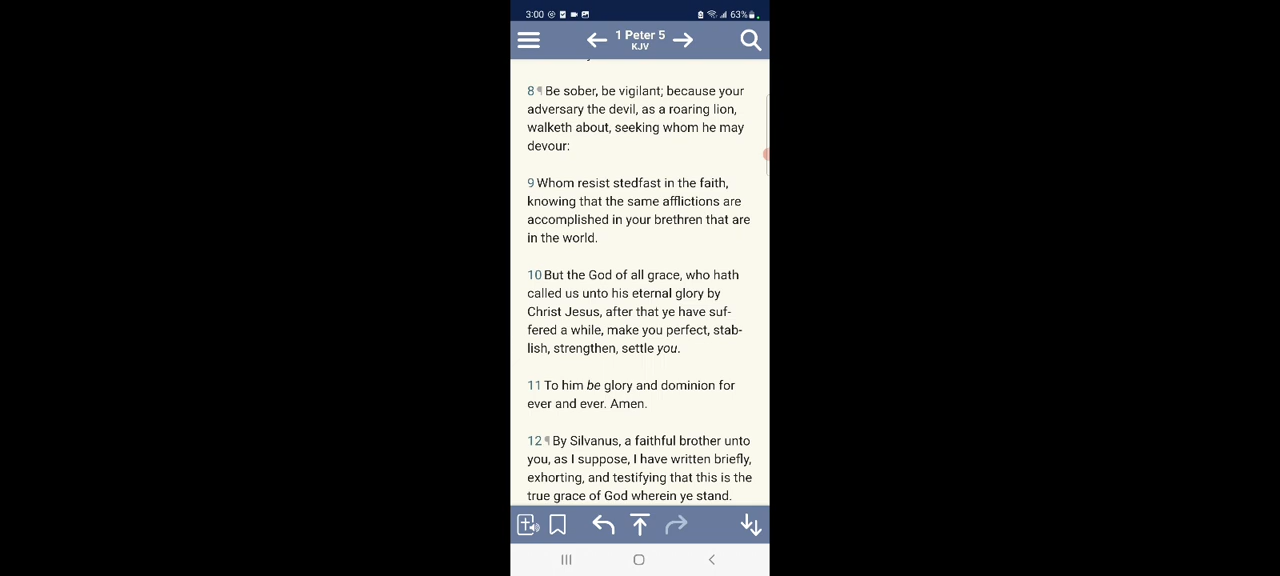 3:00 63%
1 Peter 5
KJV
8 ¶ Be sober, be vigilant; because your
adversary the devil, as a roaring lion,
walketh about, seeking whom he may
devour:
9 Whom resist stedfast in the faith,
knowing that the same afflictions are
accomplished in your brethren that are
in the world.
10 But the God of all grace, who hath
called us unto his eternal glory by
Christ Jesus, after that ye have suf-
fered a while, make you perfect, stab-
lish, strengthen, settle you.
11 To him be glory and dominion for
ever and ever. Amen.
12 ¶ By Silvanus, a faithful brother unto
you, as I suppose, I have written briefly,
exhorting, and testifying that this is the
true grace of God wherein ye stand.